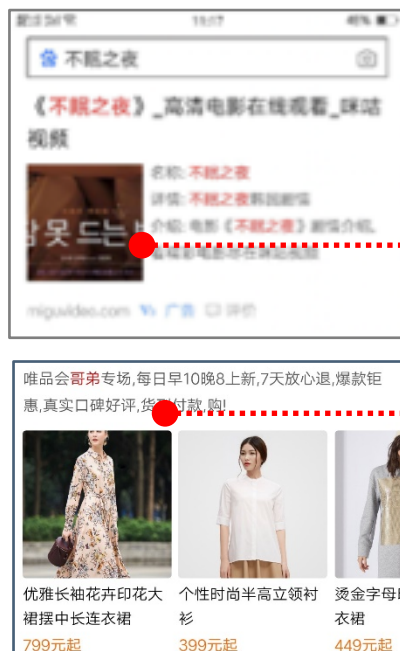 11:17
不眠之夜
《不眠之夜》_高清电影在线观看_咪咕
视频
名称: 不眠之夜
详情: 不眠之夜韩国剧情
介绍: 电影《不眠之夜》剧情介绍,
못 드는
miguvideo.com V₁ 广告 评价
唯品会哥弟专场,每日早10晚8上新,7天放心退,爆款钜
惠,真实口碑好评,货到付款,购!
优雅长袖花卉印花大
裙摆中长连衣裙
799元起
个性时尚半高立领衬
衫
399元起
烫金字母
衣裙
449元起